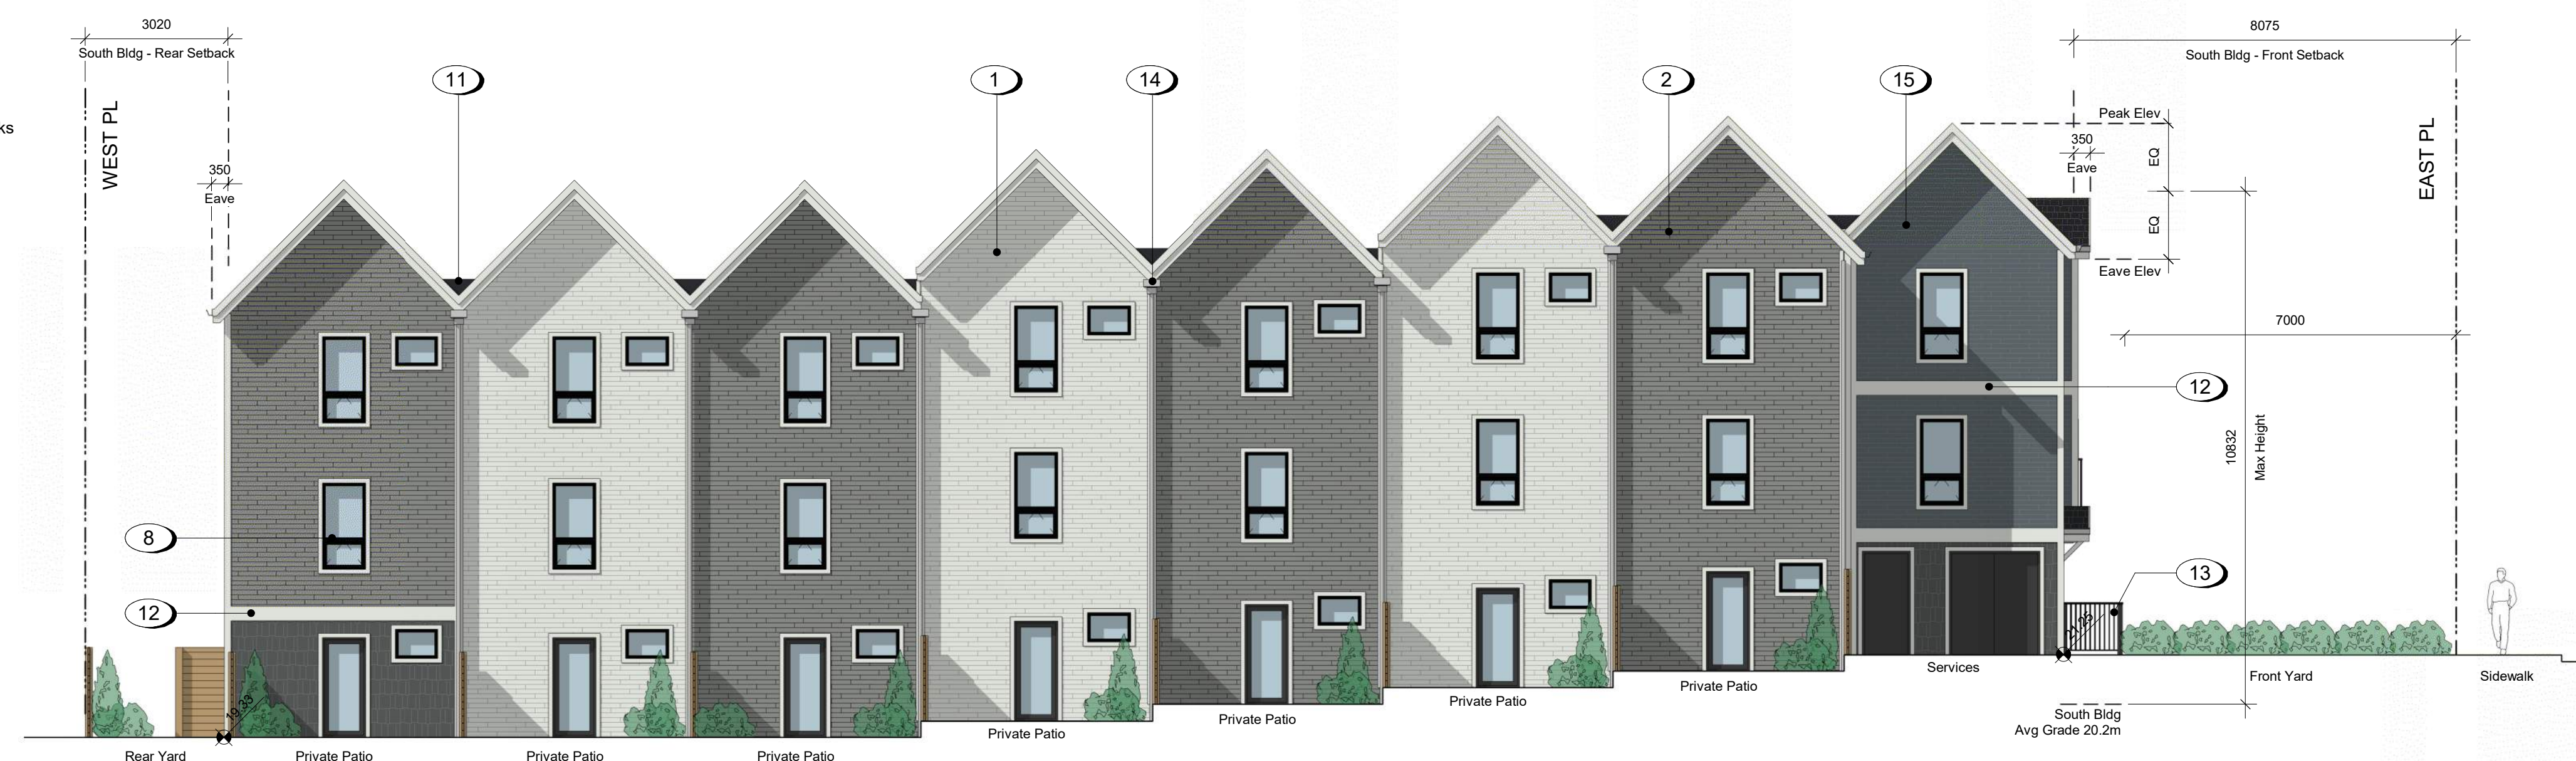 3020
South Bldg - Rear Setback
8075
South Bldg - Front Setback
11
1
14
2
15
ks
WEST PL
EAST PL
Peak Elev
350
Eave
350
Eave
EQ
EQ
Eave Elev
7000
12
10832
Max Height
8
13
12
21.25
19.33
Services
Front Yard
Sidewalk
Private Patio
Private Patio
Private Patio
Private Patio
South Bldg
Avg Grade 20.2m
Rear Yard
Private Patio
Private Patio
Private Patio